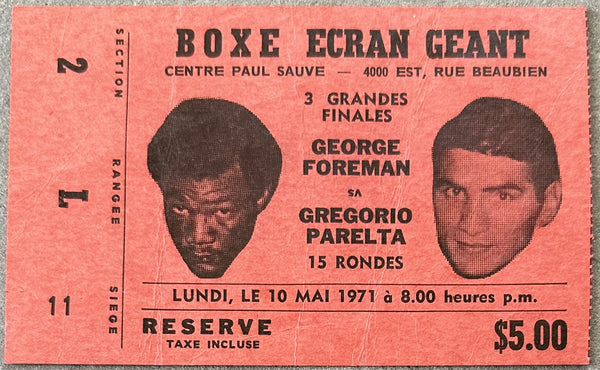 SECTION
2
RANGEE
L
SIEGE
11
BOXE ECRAN GEANT
CENTRE PAUL SAUVE — 4000 EST, RUE BEAUBIEN
3 GRANDES
FINALES
GEORGE
FOREMAN
SA
GREGORIO
PARELTA
15 RONDES
LUNDI, LE 10 MAI 1971 à 8.00 heures p.m.
RESERVE
TAXE INCLUSE
$5.00